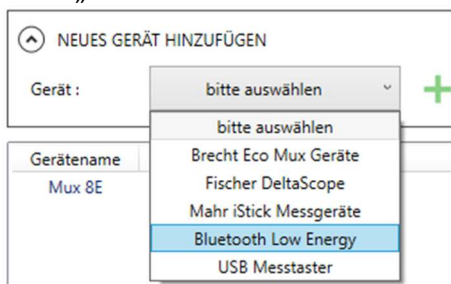 "
NEUES GERÄT HINZUFÜGEN
Gerät : bitte auswählen
bitte auswählen
Gerätename Brecht Eco Mux Geräte
Mux 8E Fischer DeltaScope
Mahr iStick Messgeräte
Bluetooth Low Energy
USB Messtaster